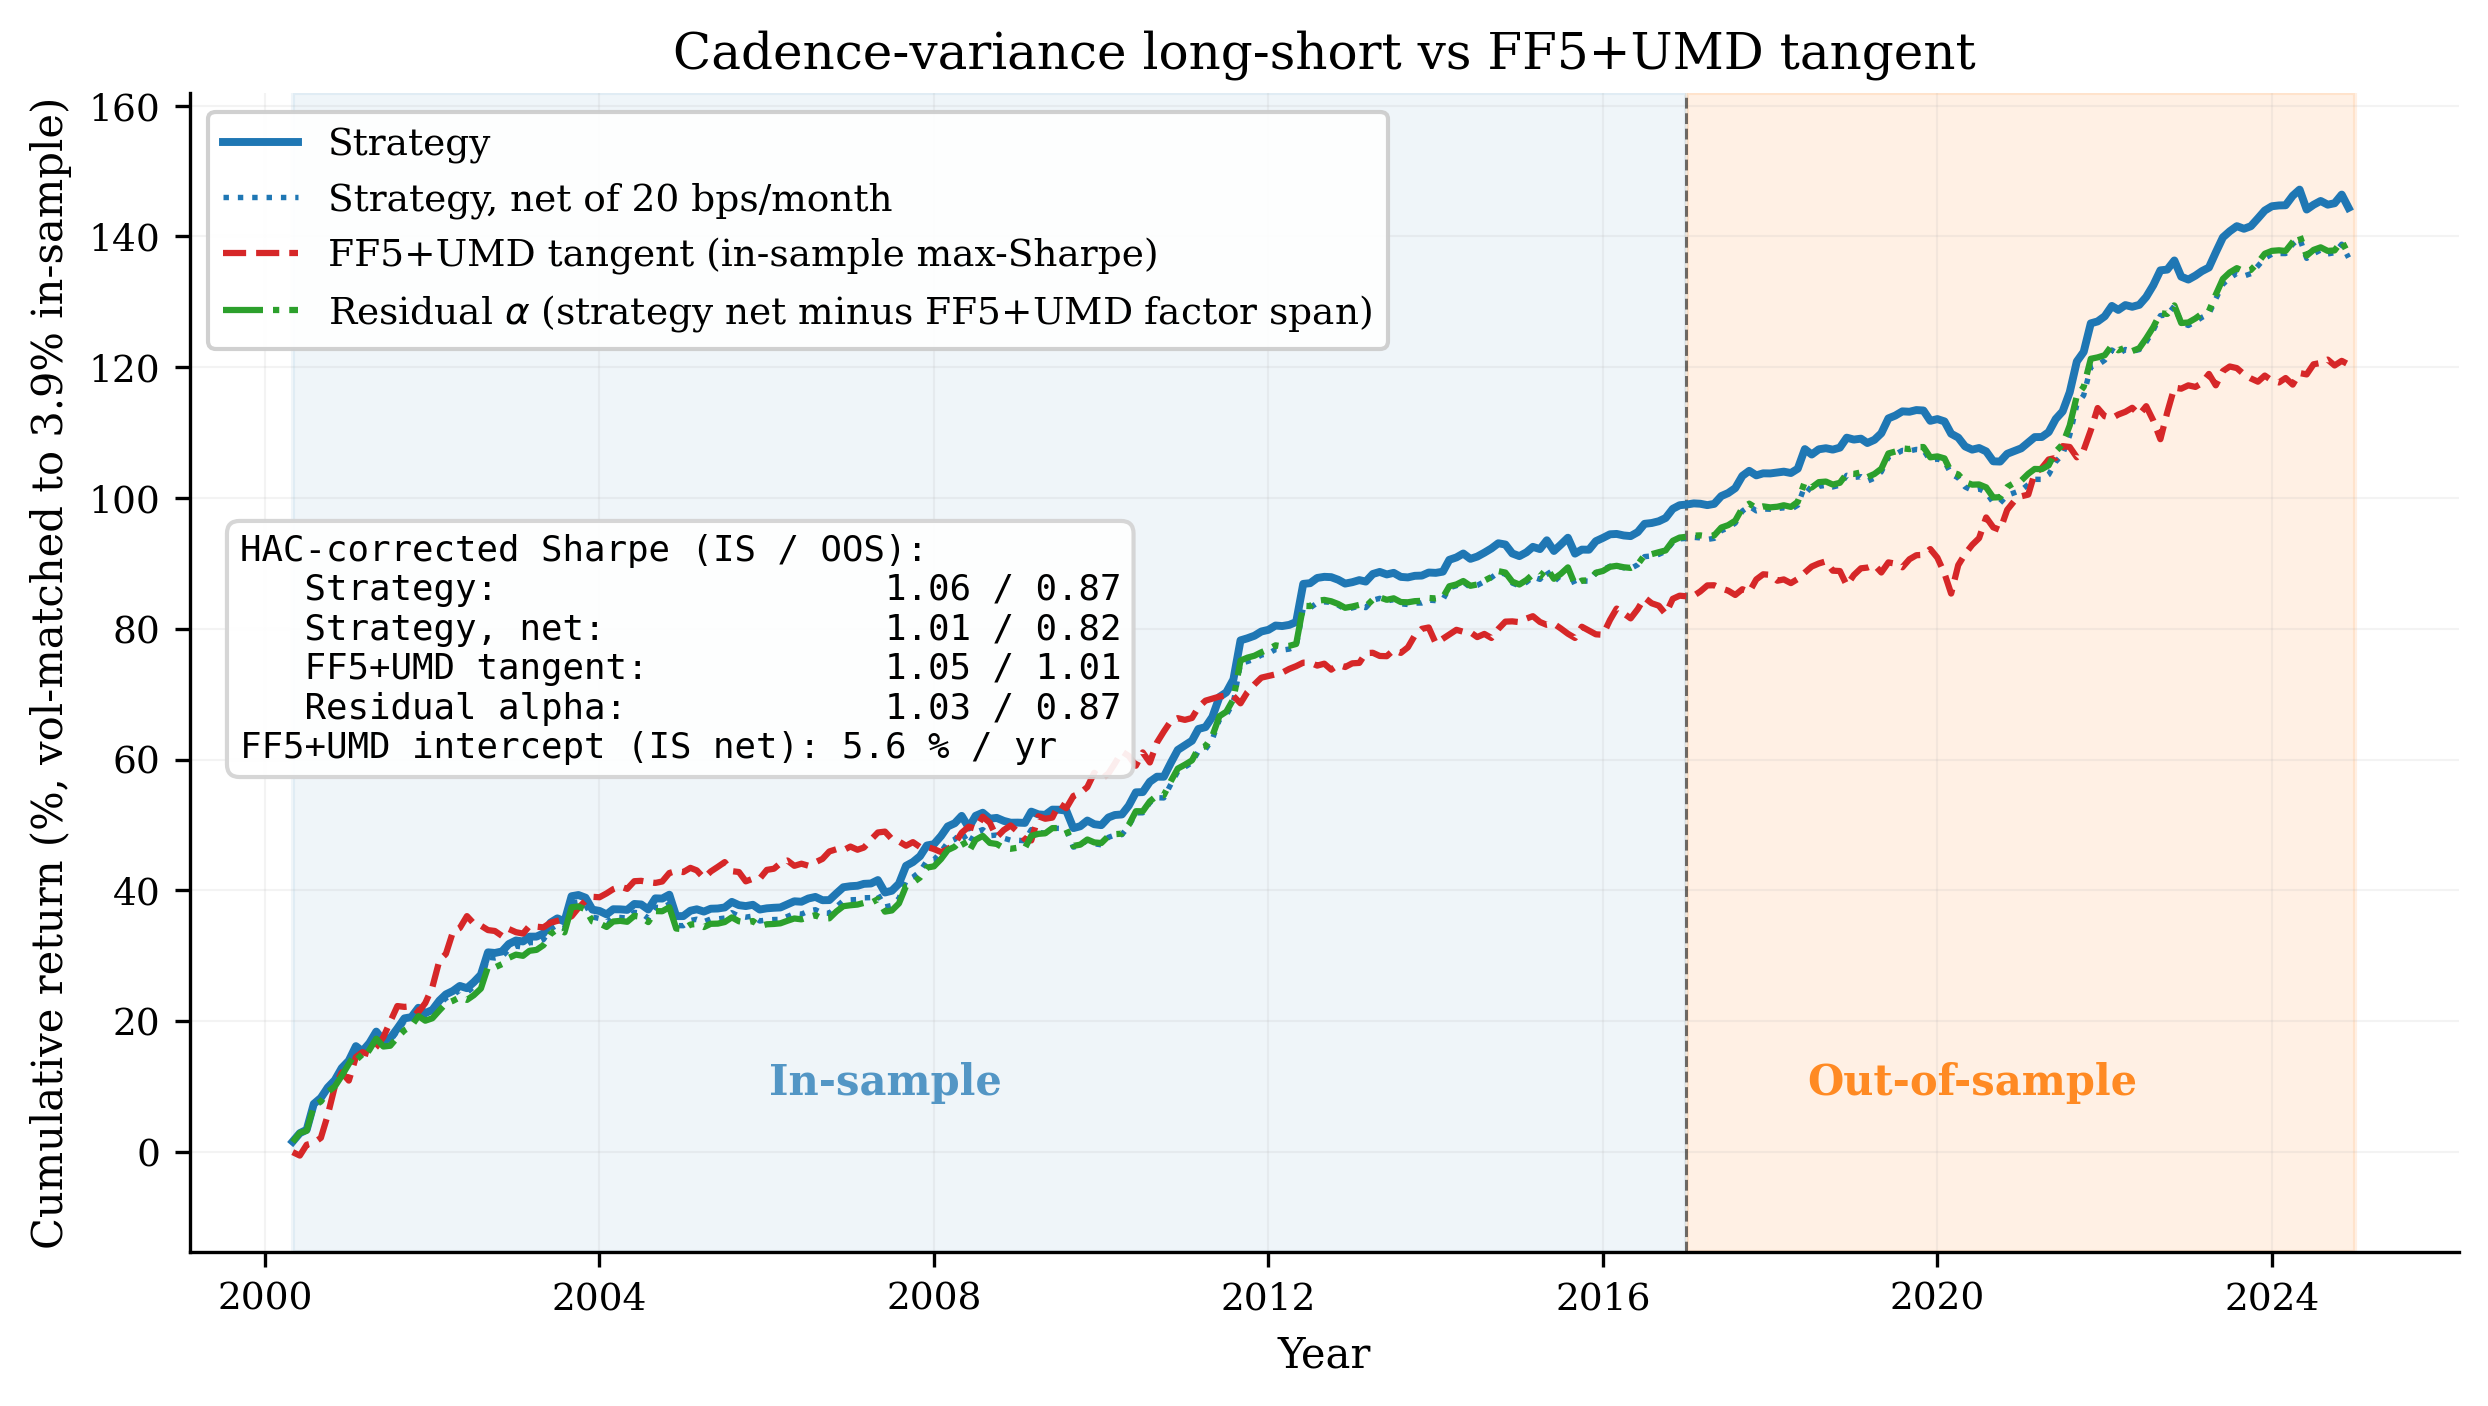 Cadence-variance long-short vs FF5+UMD tangent
Cumulative return (%, vol-matched to 3.9% in-sample)
160
140
120
100
80
60
40
20
0
Strategy
Strategy, net of 20 bps/month
FF5+UMD tangent (in-sample max-Sharpe)
Residual α (strategy net minus FF5+UMD factor span)
HAC-corrected Sharpe (IS / OOS):
Strategy: 1.06 / 0.87
Strategy, net: 1.01 / 0.82
FF5+UMD tangent: 1.05 / 1.01
Residual alpha: 1.03 / 0.87
FF5+UMD intercept (IS net): 5.6 % / yr
In-sample
Out-of-sample
2000 2004 2008 2012 2016 2020 2024
Year